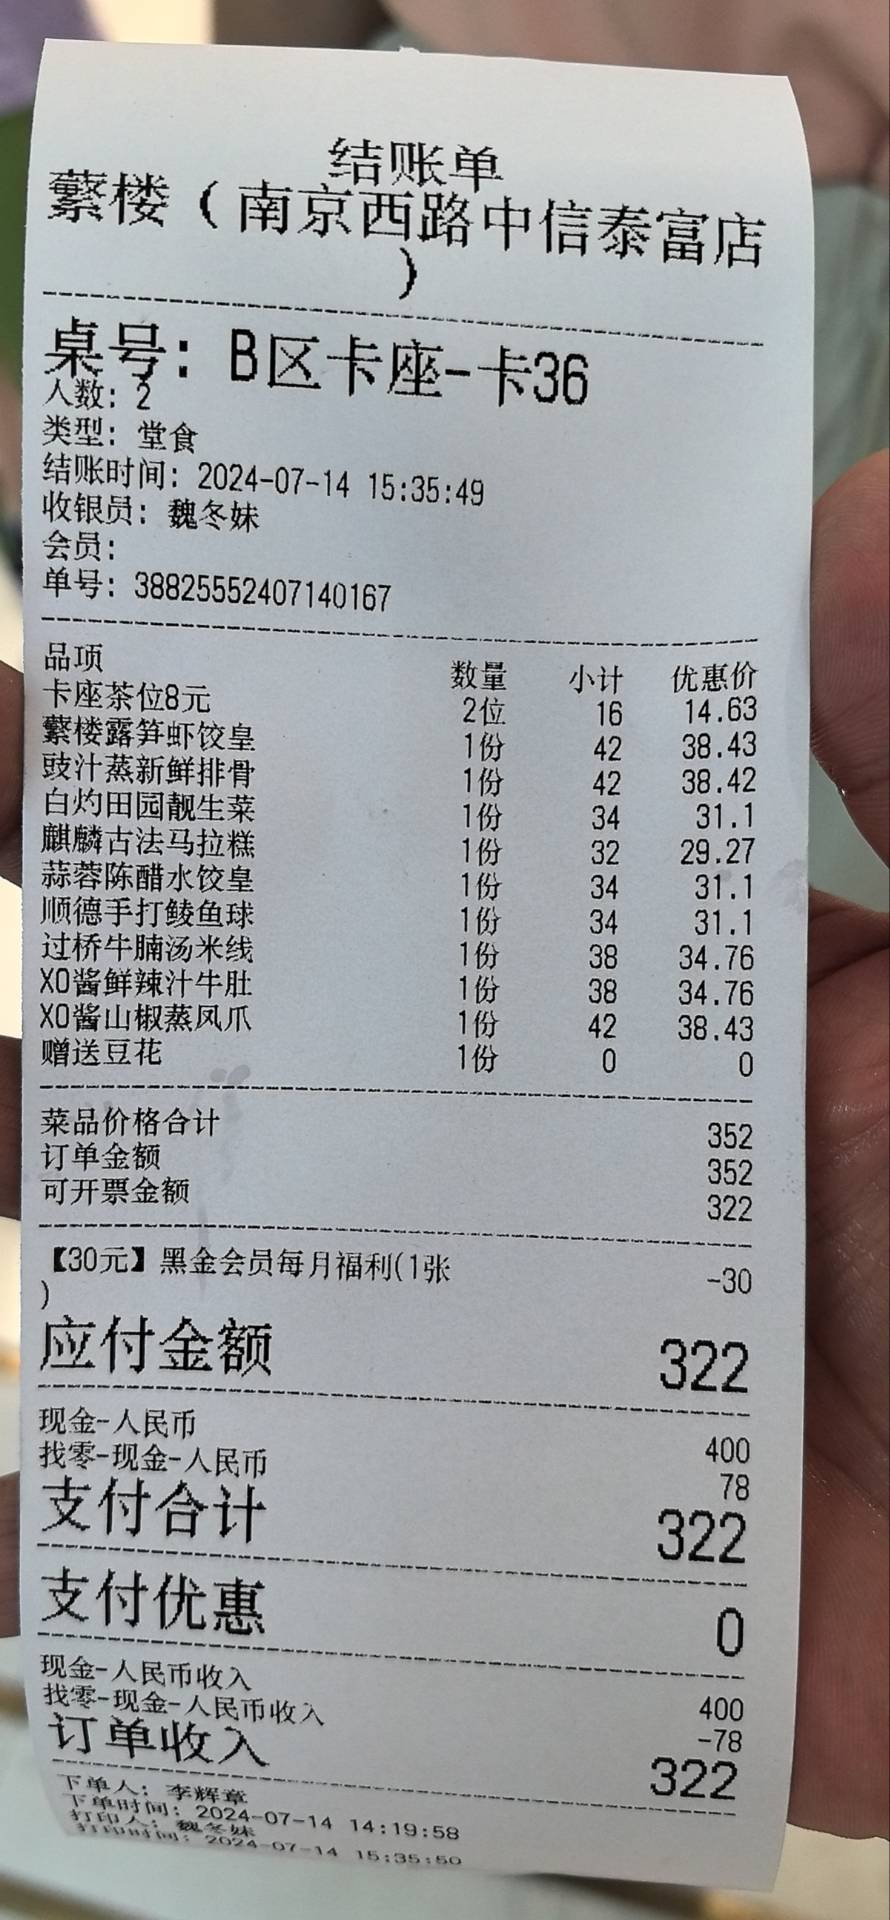 结账单
蘩楼（南京西路中信泰富店
）
桌号：B区卡座-卡36
人数：2
类型：堂食
结账时间：2024-07-14 15:35:49
收银员：魏冬妹
会员：
单号：38825552407140167
品项 数量 小计 优惠价
卡座茶位8元 2位 16 14.63
蘩楼露笋虾饺皇 1份 42 38.43
豉汁蒸新鲜排骨 1份 42 38.42
白灼田园靓生菜 1份 34 31.1
麒麟古法马拉糕 1份 32 29.27
蒜蓉陈醋水饺皇 1份 34 31.1
顺德手打鲮鱼球 1份 34 31.1
过桥牛腩汤米线 1份 38 34.76
XO酱鲜辣汁牛肚 1份 38 34.76
XO酱山椒蒸凤爪 1份 42 38.43
赠送豆花 1份 0 0
菜品价格合计 352
订单金额 352
可开票金额 322
【30元】黑金会员每月福利(1张 -30
)
应付金额 322
现金-人民币 400
找零-现金-人民币 78
支付合计 322
支付优惠 0
现金-人民币收入 400
找零-现金-人民币收入 -78
订单收入 322
下单人：李辉章
下单时间：2024-07-14 14:19:58
打印人：魏冬妹
打印时间：2024-07-14 15:35:50